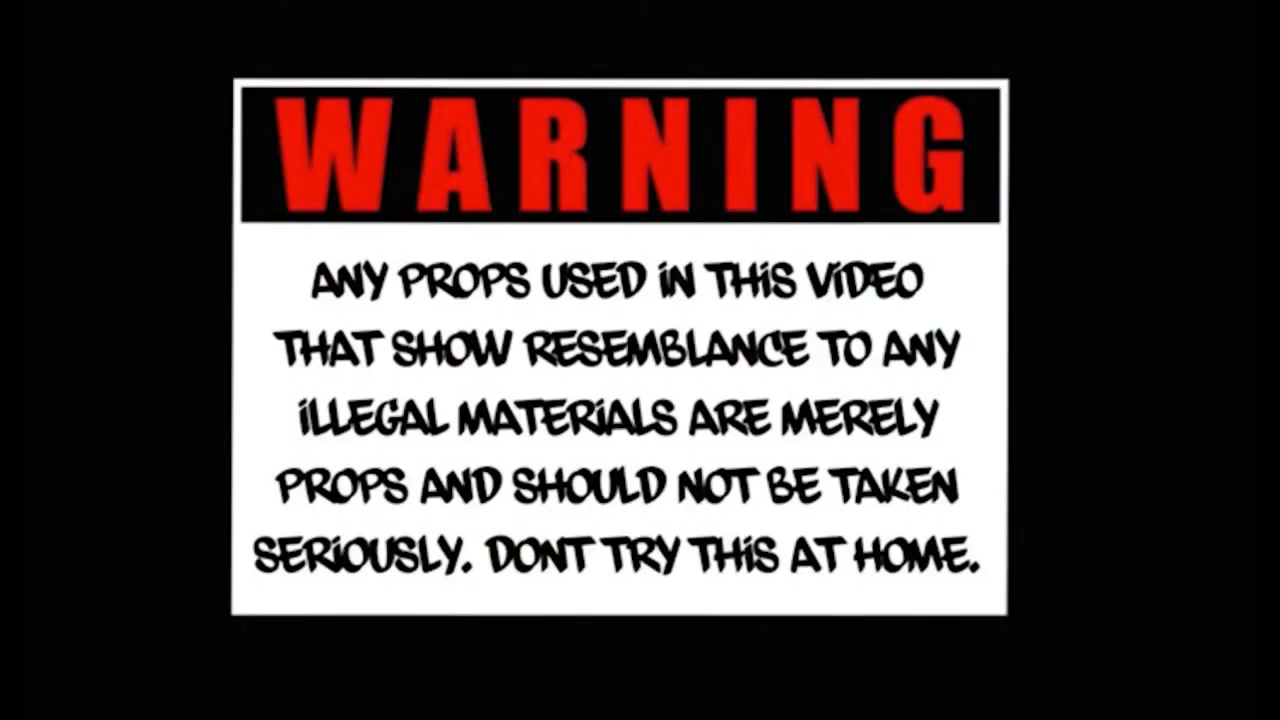 WARNING
ANY PROPS USED iN THiS ViDEO
THAT SHOW RESEMBLANCE TO ANY
iLLEGAL MATERiALS ARE MERELY
PROPS AND SHOULD NOT BE TAKEN
SERiOUSLY. DONT TRY THiS AT HOME.